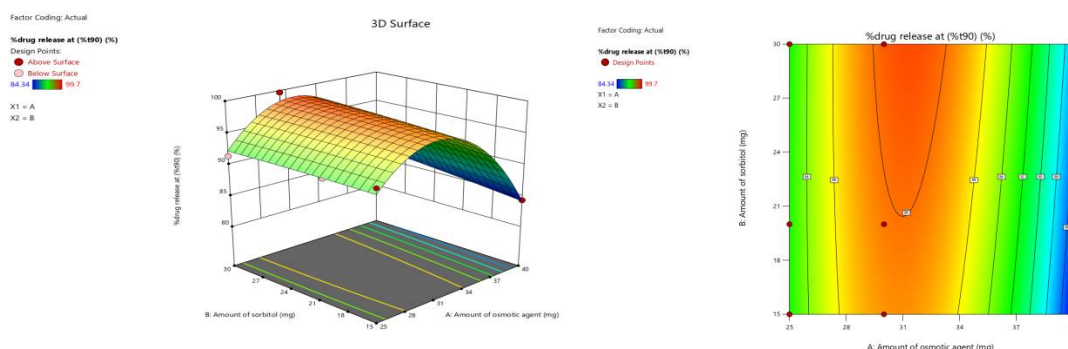 Factor Coding: Actual
%drug release at (%t90) (%)
Design Points:
Above Surface
Below Surface
84.34 99.7
X1 = A
X2 = B
3D Surface
%drug release at (%t90) (%)
100
95
90
85
80
30
27
24
21
18
15
B: Amount of sorbitol (mg)
25
28
31
34
37
40
A: Amount of osmotic agent (mg)
Factor Coding: Actual
%drug release at (%t90) (%)
Design Points
84.34 99.7
X1 = A
X2 = B
%drug release at (%t90) (%)
B: Amount of sorbitol (mg)
30
27
24
21
18
15
25
28
31
34
37
A: Amount of osmotic agent (mg)